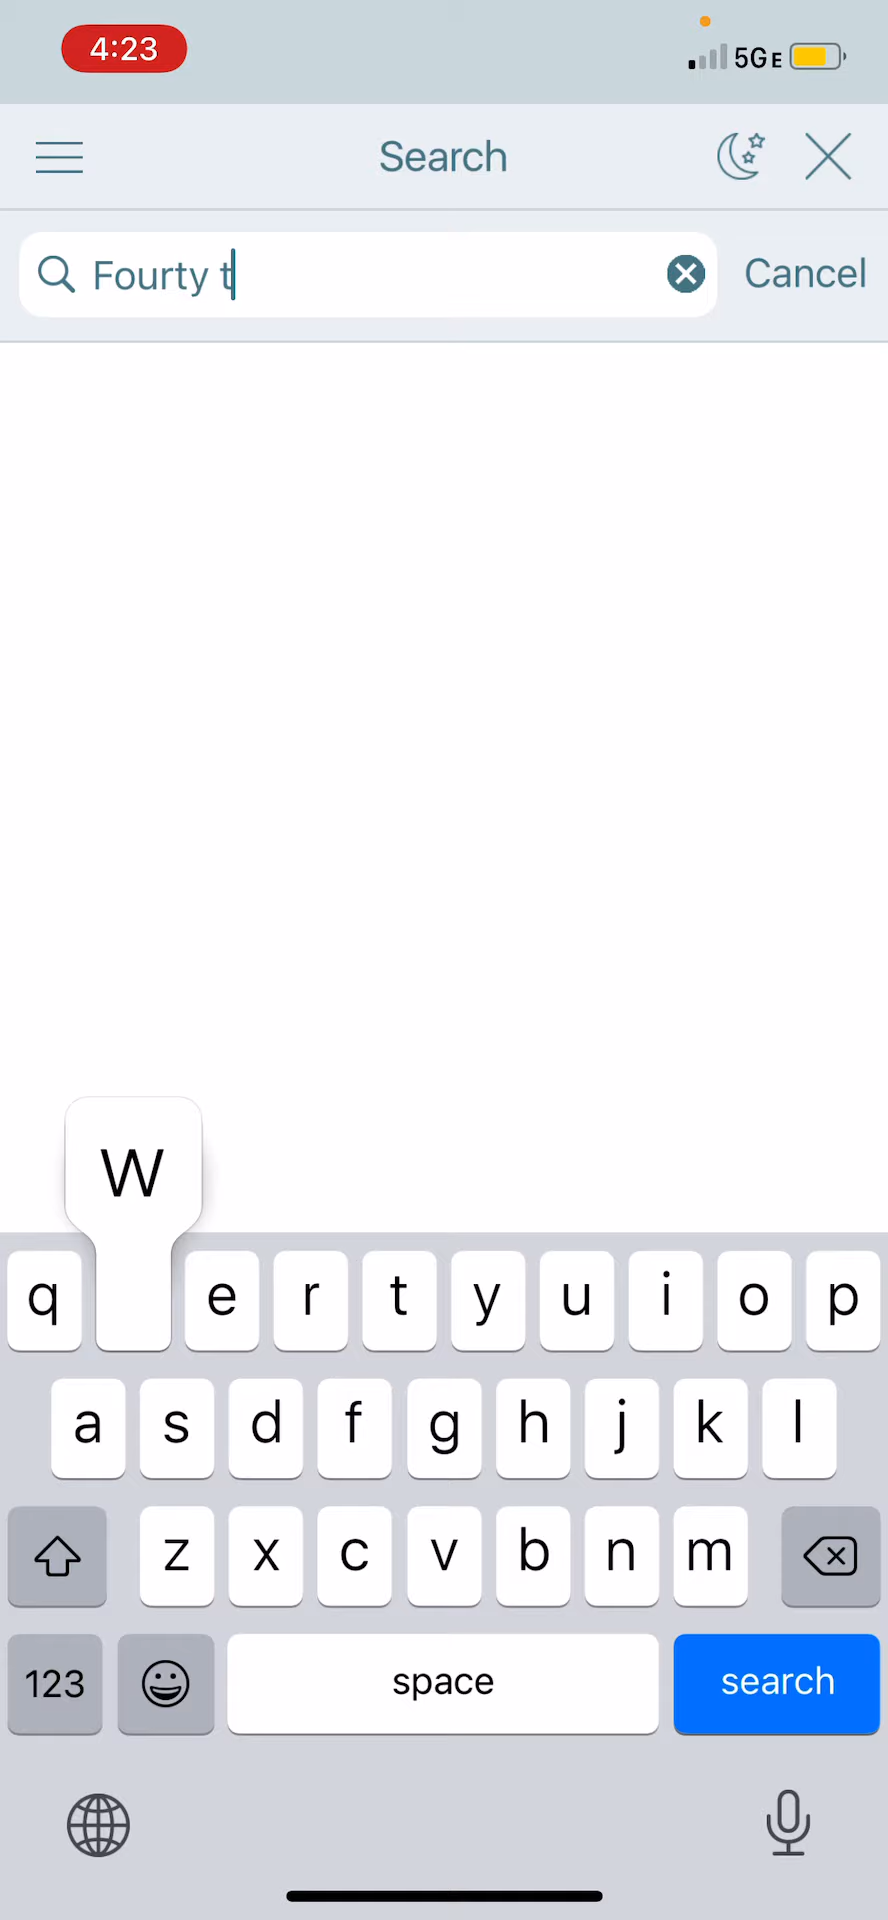 4:23
5GE
Search
Fourty t
Cancel
W
q e r t y u i o p
a s d f g h j k l
z x c v b n m
123 space search